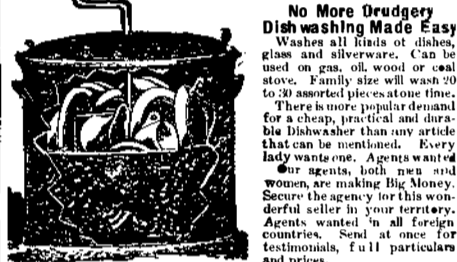 No More Drudgery
Dishwashing Made Easy
Washes all kinds of dishes,
glass and silverware. Can be
used on gas, oil, wood or coal
stove. Family size will wash 20
to 30 assorted pieces at one time.
There is more popular demand
for a cheap, practical and dura-
ble Dishwasher than any article
that can be mentioned. Every
lady wants one. Agents wanted
Our agents, both men and
women, are making Big Money.
Secure the agency for this won-
derful seller in your territory.
Agents wanted in all foreign
countries. Send at once for
testimonials, full particulars
and prices